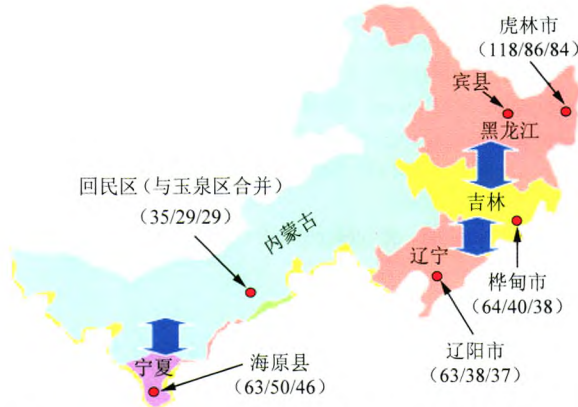 虎林市
(118/86/84)
宾县
黑龙江
回民区(与玉泉区合并)
(35/29/29)
吉林
内蒙古
辽宁
桦甸市
(64/40/38)
辽阳市
(63/38/37)
宁夏
海原县
(63/50/46)